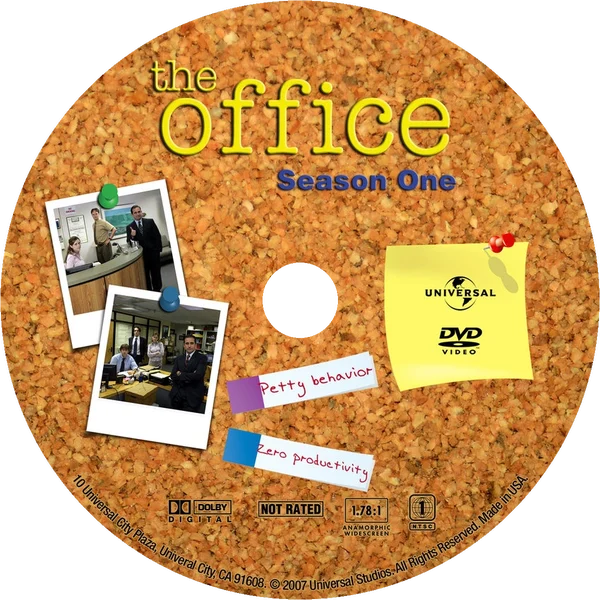 the
office
Season One
UNIVERSAL
DVD
VIDEO
Petty behavior
Zero productivity
DOLBY
DIGITAL
NOT RATED
1.78:1
ANAMORPHIC
WIDESCREEN
1
NTSC
10 Universal City Plaza, Univeral City, CA 91608. © 2007 Universal Studios. All Rights Reserved. Made in USA.